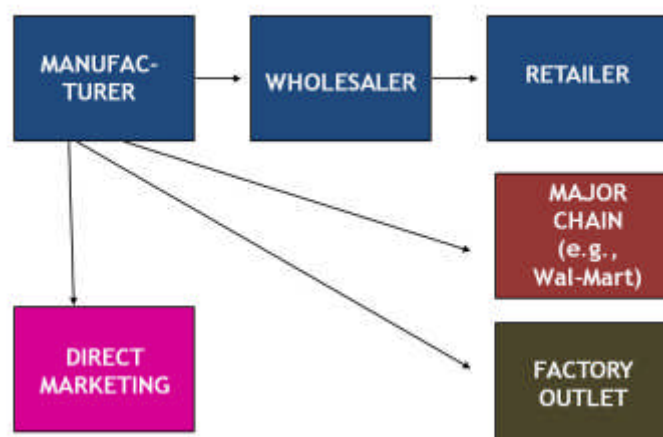 MANUFAC-
TURER
WHOLESALER
RETAILER
MAJOR
CHAIN
(e.g.,
Wal-Mart)
DIRECT
MARKETING
FACTORY
OUTLET